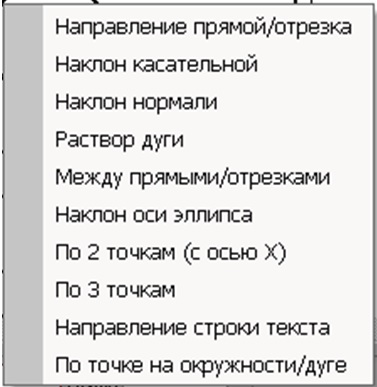 Направление прямой/отрезка
Наклон касательной
Наклон нормали
Раствор дуги
Между прямыми/отрезками
Наклон оси эллипса
По 2 точкам (с осью X)
По 3 точкам
Направление строки текста
По точке на окружности/дуге